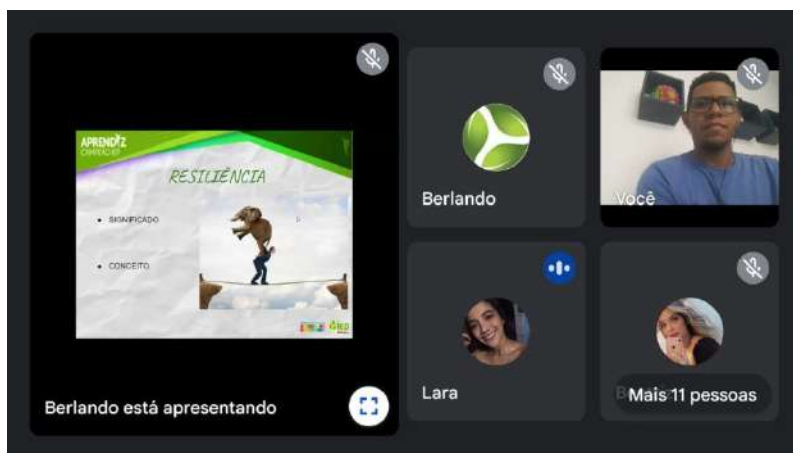 APRENDIZ
RESILIÊNCIA
• SIGNIFICADO
• CONCEITO
Berlando está apresentando
Berlando
Você
Lara
Mais 11 pessoas